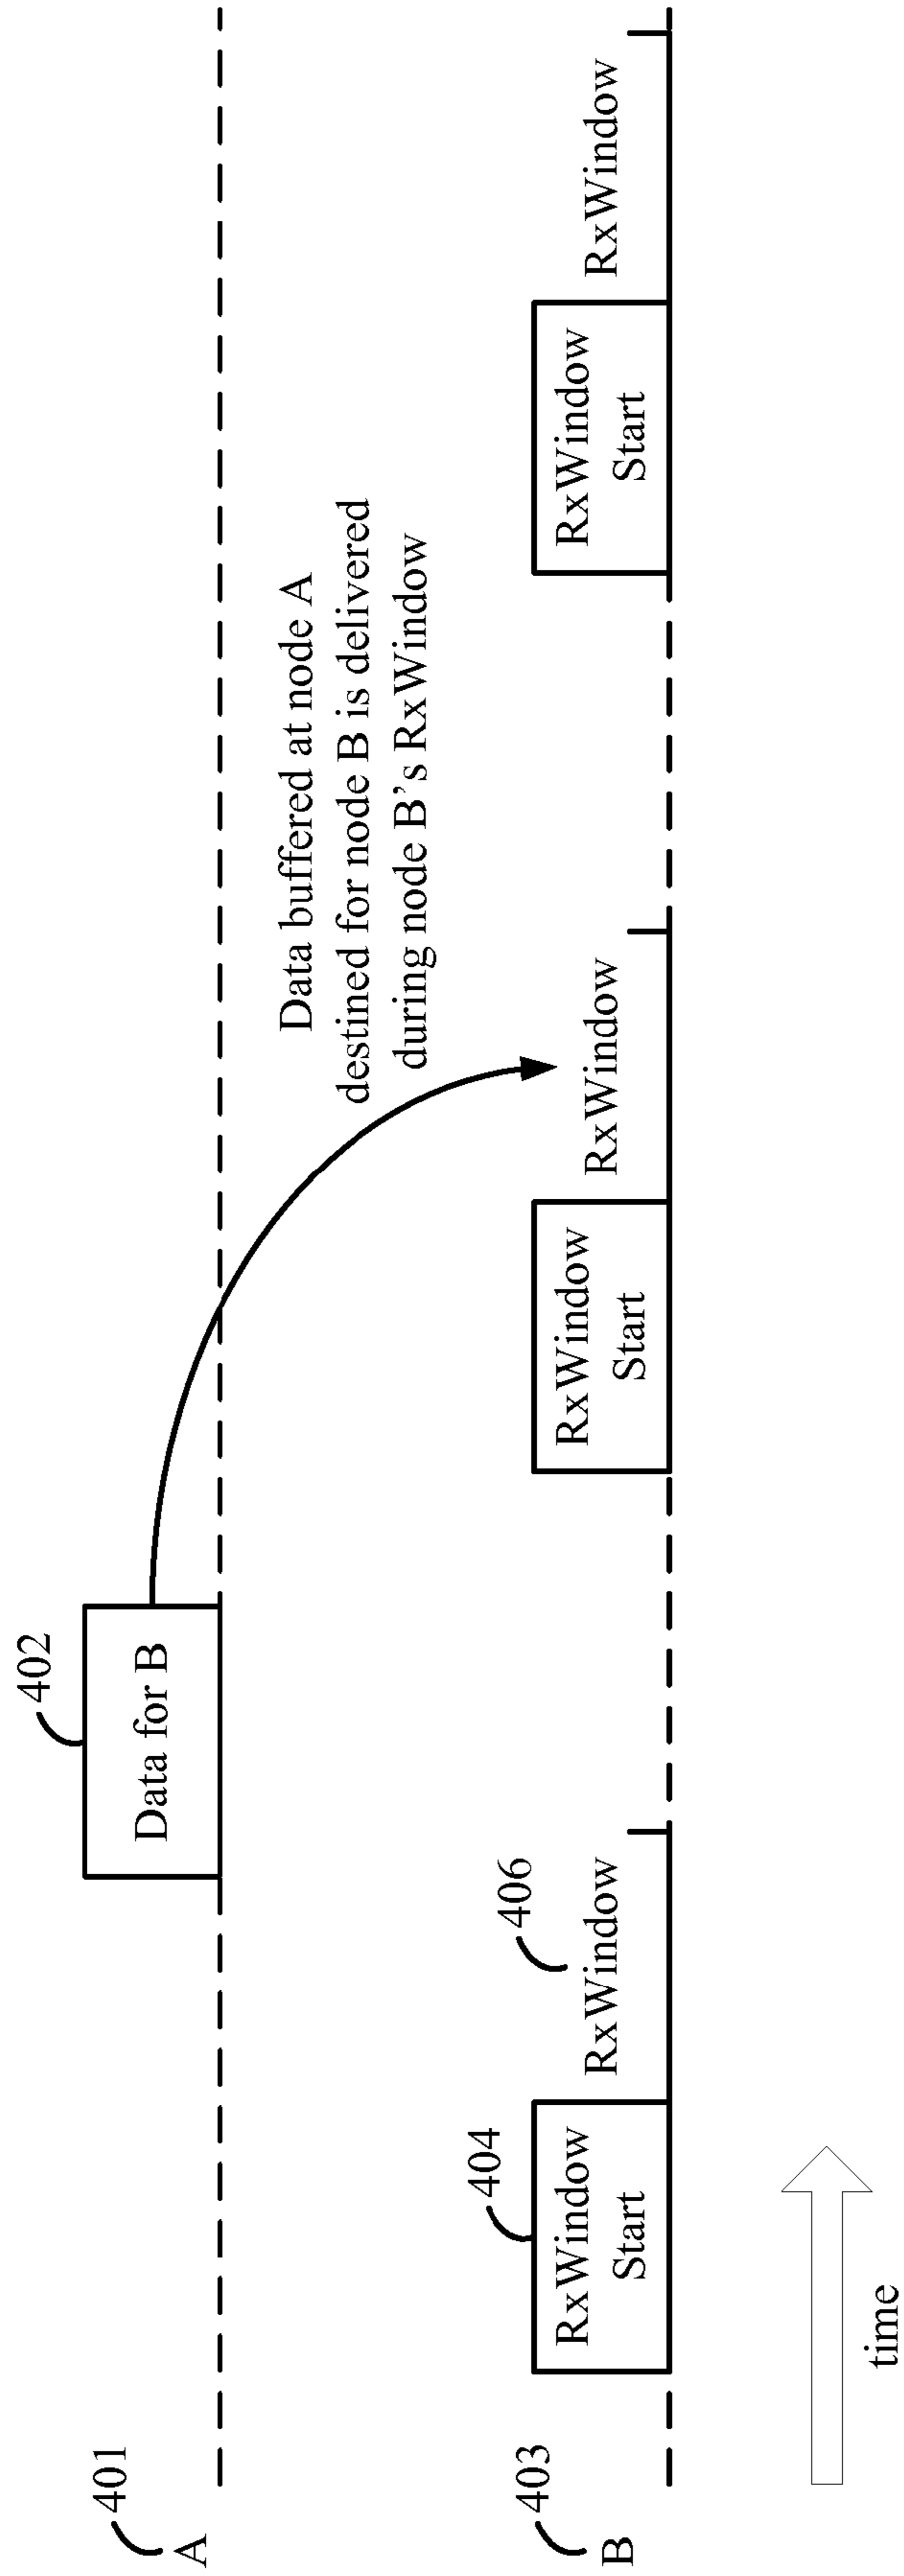 401
A
402
Data for B
Data buffered at node A
destined for node B is delivered
during node B's RxWindow
403
B
404
RxWindow
Start
406
RxWindow
RxWindow
Start
RxWindow
RxWindow
Start
RxWindow
time